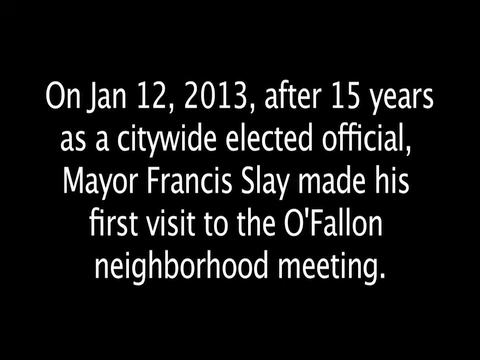 On Jan 12, 2013, after 15 years
as a citywide elected official,
Mayor Francis Slay made his
first visit to the O'Fallon
neighborhood meeting.